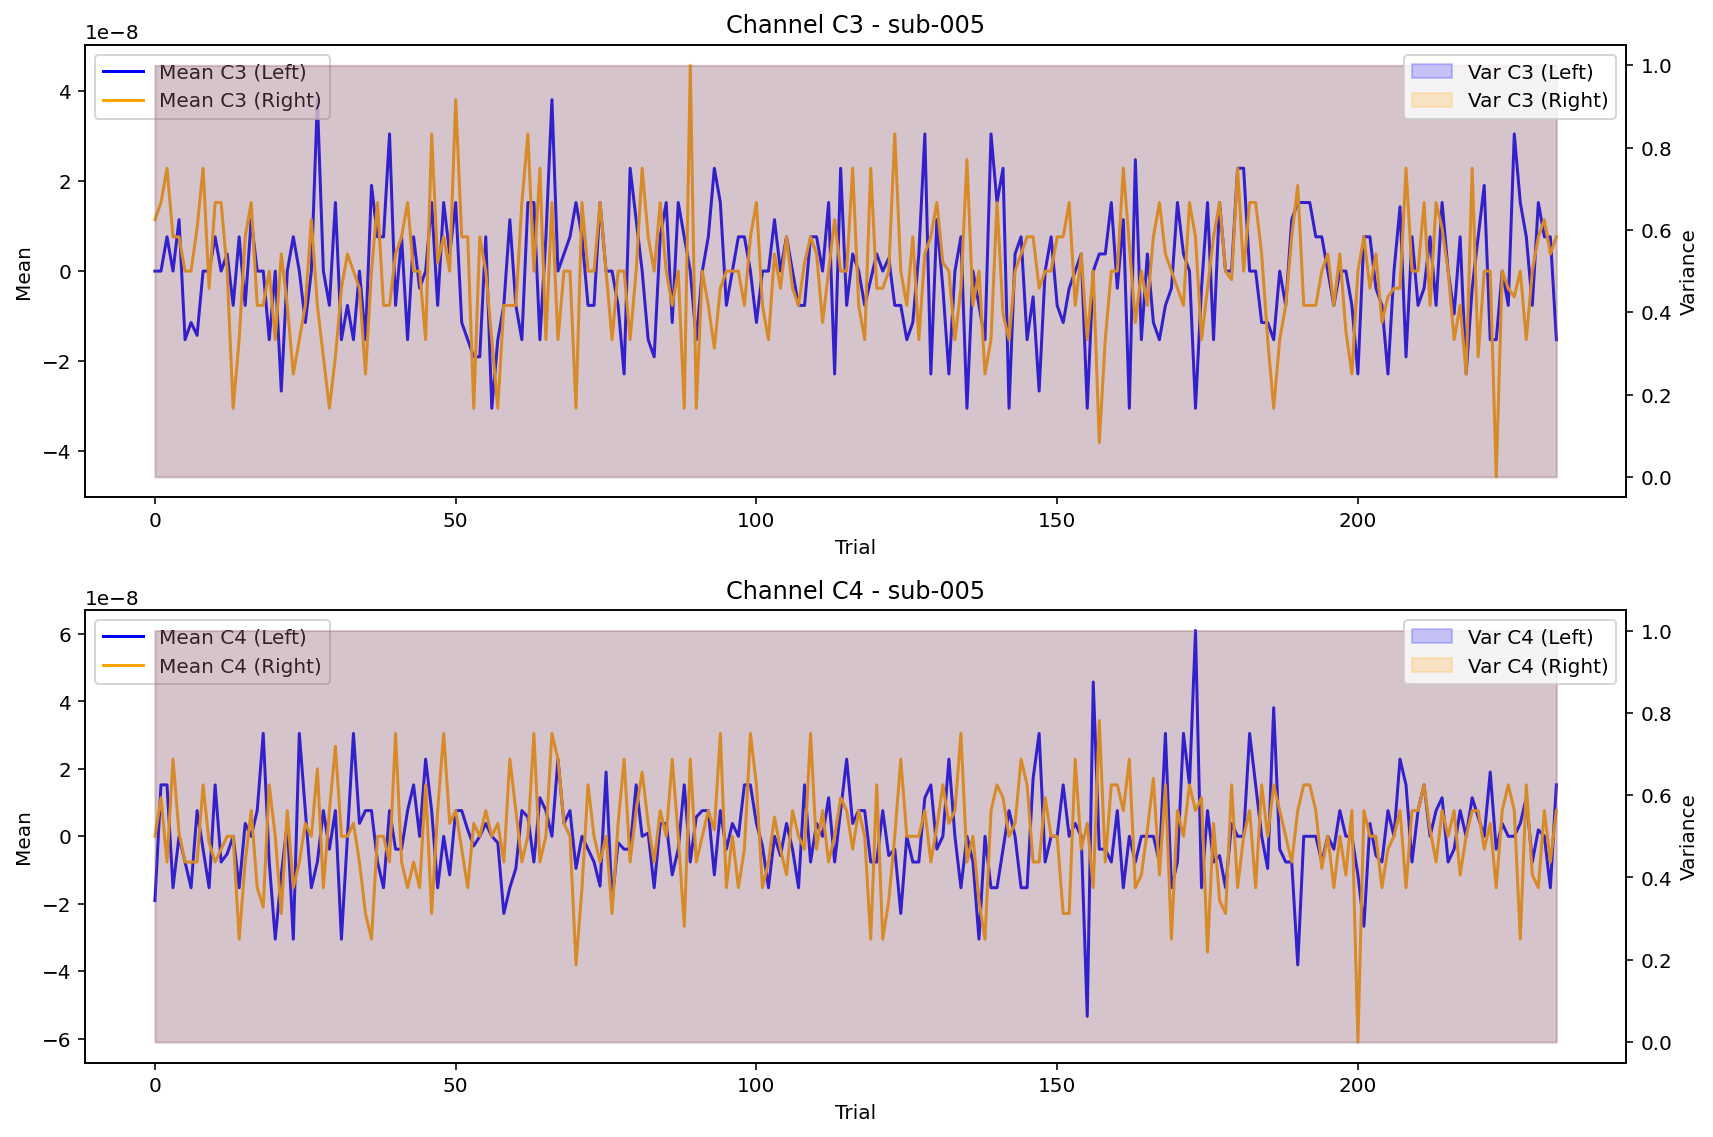 Channel C3 - sub-005
1e−8
Mean C3 (Left)
Mean C3 (Right)
Var C3 (Left)
Var C3 (Right)
4
2
0
−2
−4
Mean
1.0
0.8
0.6
0.4
0.2
0.0
Variance
0 50 100 150 200
Trial
Channel C4 - sub-005
1e−8
Mean C4 (Left)
Mean C4 (Right)
Var C4 (Left)
Var C4 (Right)
6
4
2
0
−2
−4
−6
Mean
1.0
0.8
0.6
0.4
0.2
0.0
Variance
0 50 100 150 200
Trial